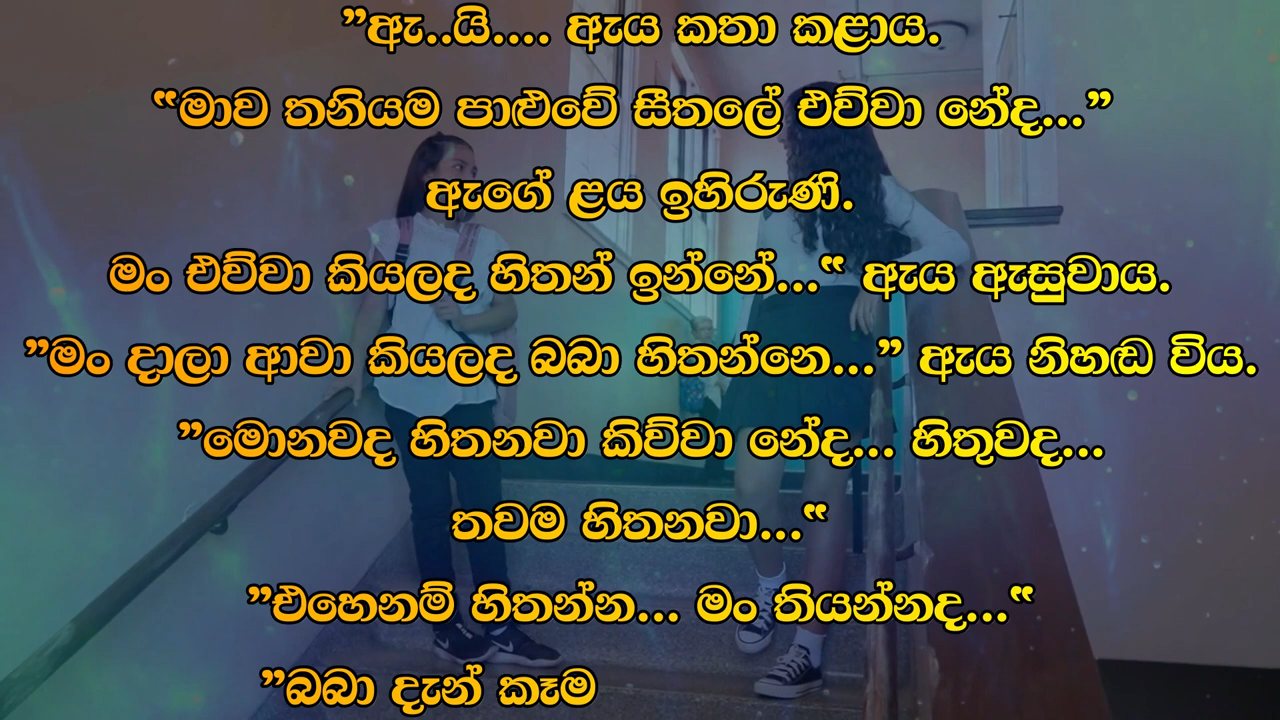 ”ඇ..යි.... ඇය කතා කළාය.
“මාව තනියම පාළුවේ සීතලේ එව්වා නේද...”
ඇගේ ළය ඉහිරුණි.
මං එව්වා කියලද හිතන් ඉන්නේ...“ ඇය ඇසුවාය.
”මං දාලා ආවා කියලද බබා හිතන්නෙ...” ඇය නිහඬ විය.
”මොනවද හිතනවා කිව්වා නේද... හිතුවද...
තවම හිතනවා...“
”එහෙනම් හිතන්න... මං තියන්නද...“
”බබා දැන් කෑම